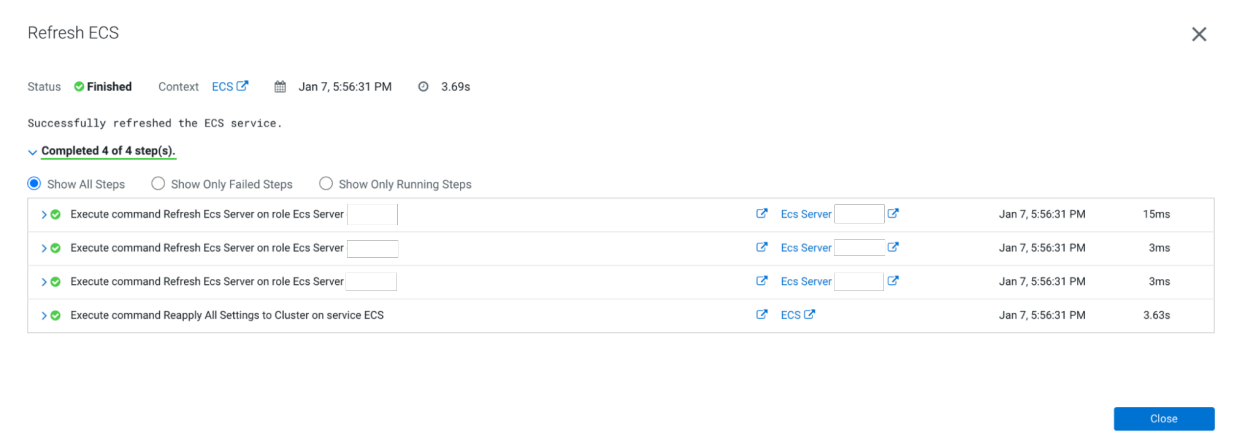 Refresh ECS
Status Finished Context ECS Jan 7, 5:56:31 PM 3.69s
Successfully refreshed the ECS service.
Completed 4 of 4 step(s).
Show All Steps Show Only Failed Steps Show Only Running Steps
Execute command Refresh Ecs Server on role Ecs Server Ecs Server Jan 7, 5:56:31 PM 15ms
Execute command Refresh Ecs Server on role Ecs Server Ecs Server Jan 7, 5:56:31 PM 3ms
Execute command Refresh Ecs Server on role Ecs Server Ecs Server Jan 7, 5:56:31 PM 3ms
Execute command Reapply All Settings to Cluster on service ECS ECS Jan 7, 5:56:31 PM 3.63s
Close